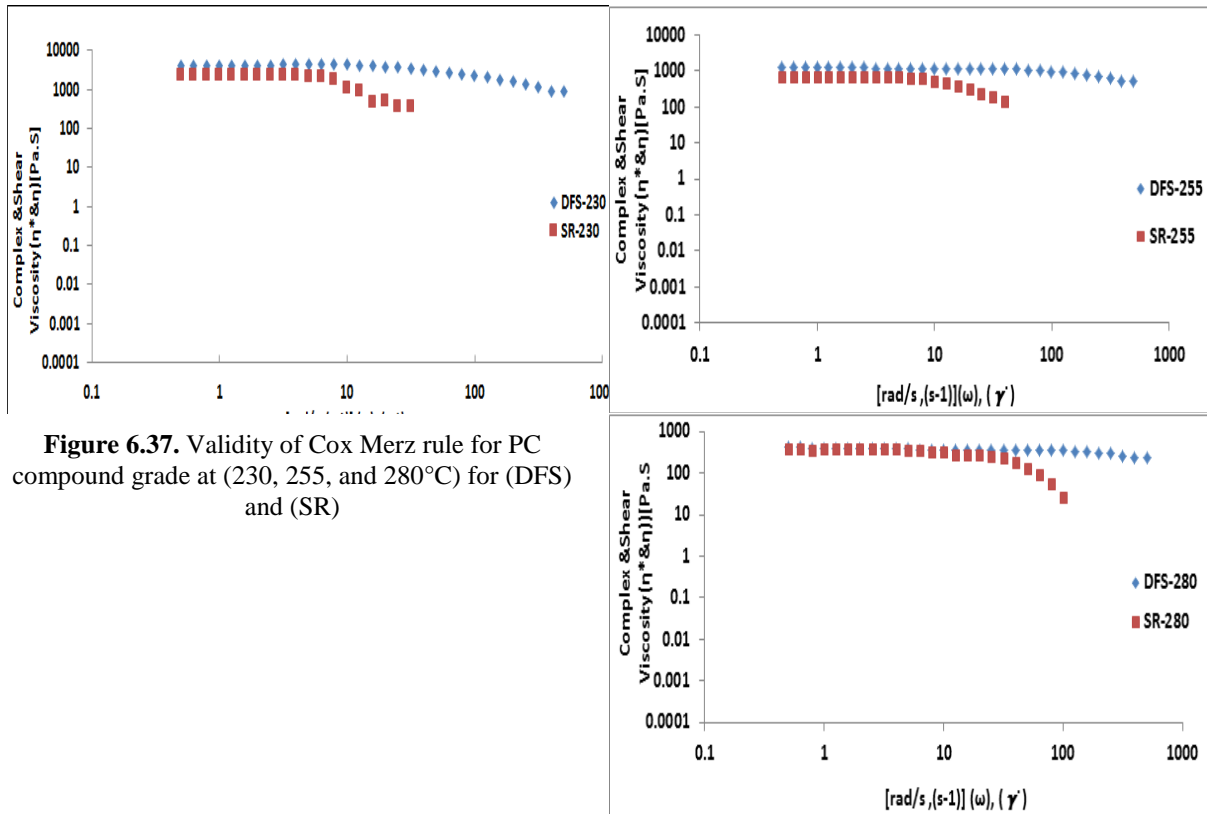 Complex &Shear
Viscosity(η*&η)[Pa.S]
10000
1000
100
10
1
0.1
0.01
0.001
0.0001
0.1
1
10
100
100
DFS-230
SR-230
Complex &Shear
Viscosity(η*&η)[Pa.S]
10000
1000
100
10
1
0.1
0.01
0.001
0.0001
0.1
1
10
100
1000
DFS-255
SR-255
[rad/s ,(s-1)](ω), ( γ˙)
Figure 6.37. Validity of Cox Merz rule for PC
compound grade at (230, 255, and 280°C) for (DFS)
and (SR)
Complex &Shear
Viscosity(η*&η))[Pa.S
1000
100
10
1
0.1
0.01
0.001
0.0001
0.1
1
10
100
1000
DFS-280
SR-280
[rad/s ,(s-1)] (ω), ( γ˙)